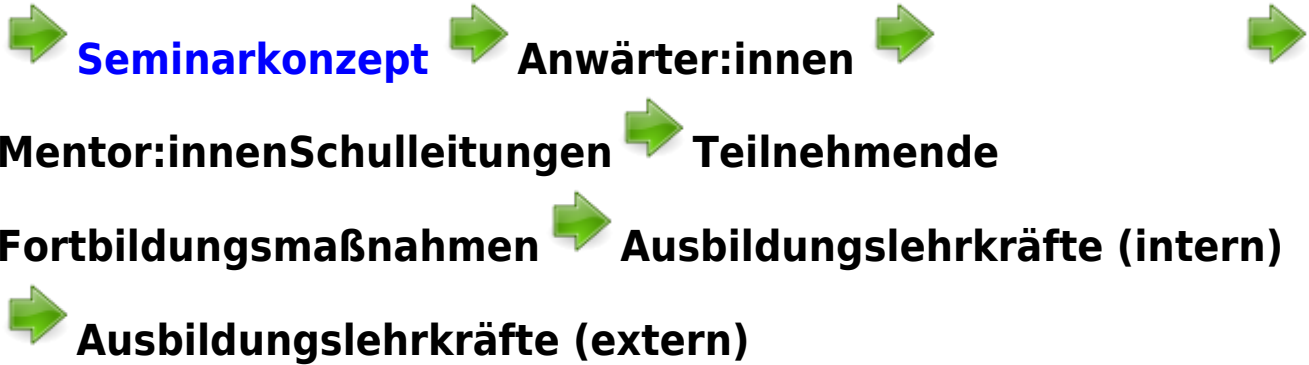 Seminarkonzept Anwärter:innen
Mentor:innenSchulleitungen Teilnehmende
Fortbildungsmaßnahmen Ausbildungslehrkräfte (intern)
Ausbildungslehrkräfte (extern)